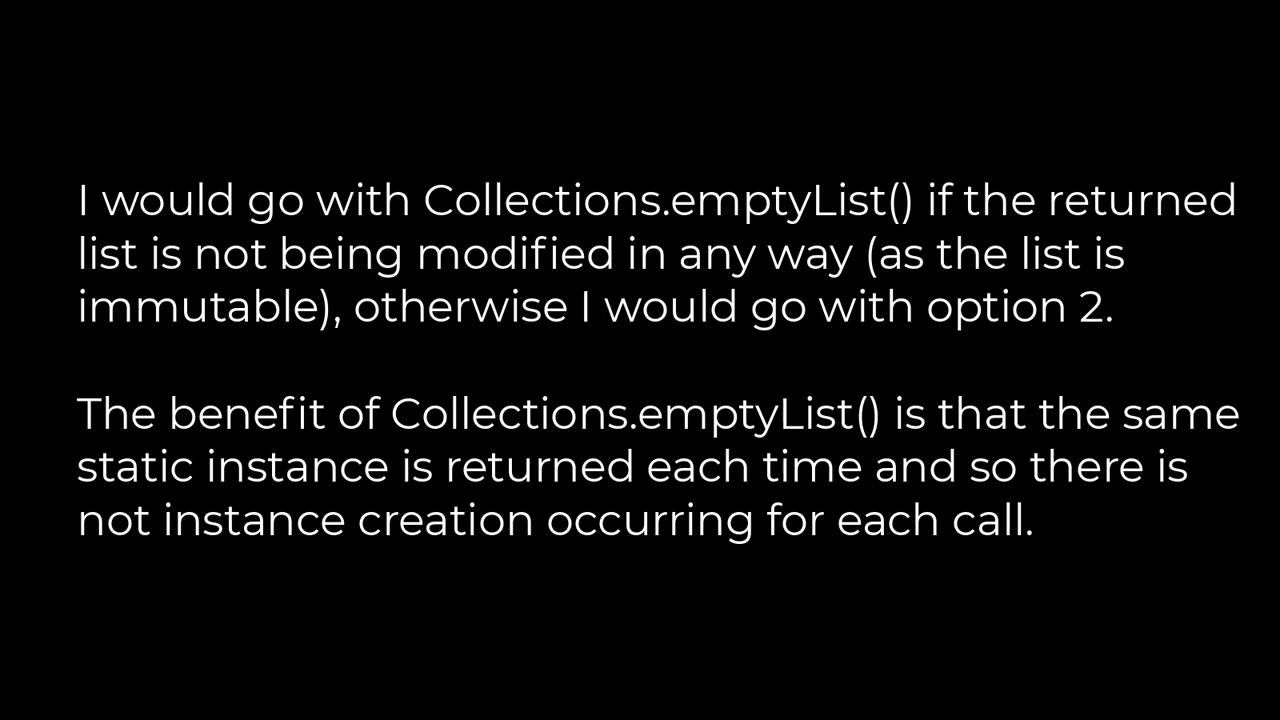 I would go with Collections.emptyList() if the returned
list is not being modified in any way (as the list is
immutable), otherwise I would go with option 2.
The benefit of Collections.emptyList() is that the same
static instance is returned each time and so there is
not instance creation occurring for each call.